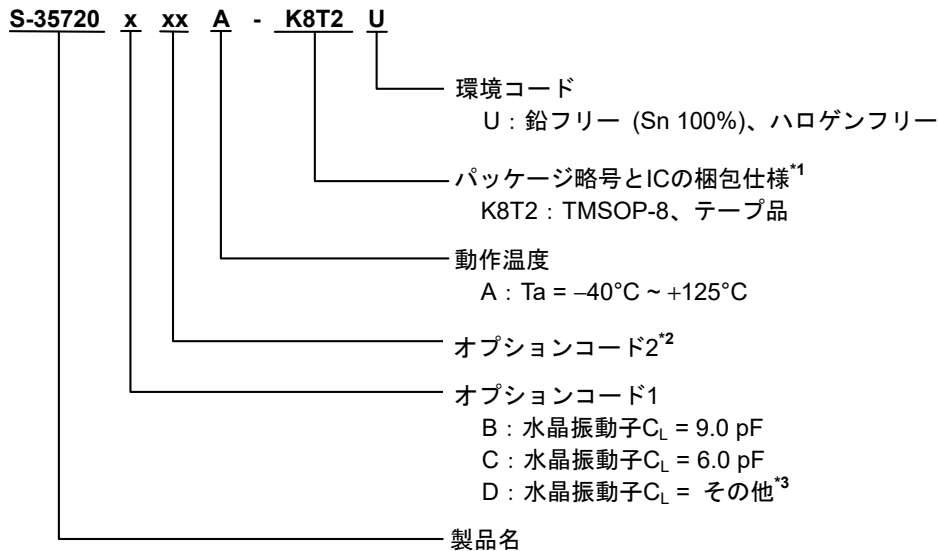 S-35720 x xx A - K8T2 U
環境コード
U：鉛フリー (Sn 100%)、ハロゲンフリー
パッケージ略号とICの梱包仕様*1
K8T2：TMSOP-8、テープ品
動作温度
A：Ta = −40°C ~ +125°C
オプションコード2*2
オプションコード1
B：水晶振動子CL = 9.0 pF
C：水晶振動子CL = 6.0 pF
D：水晶振動子CL = その他*3
製品名